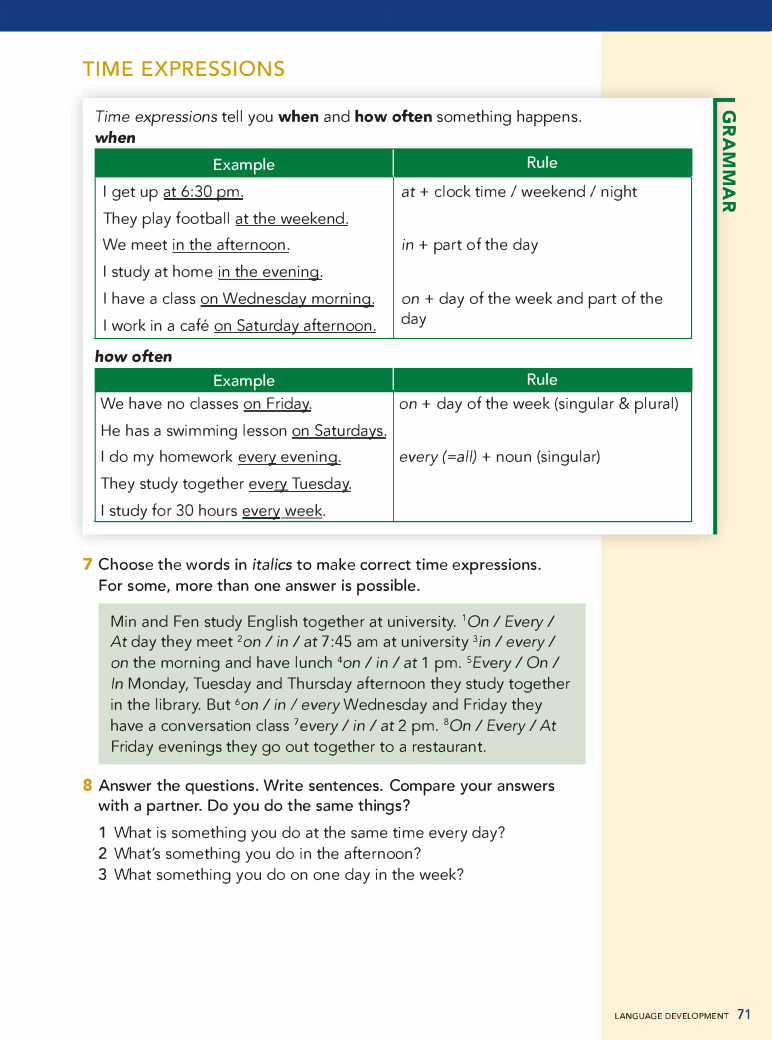 TIME EXPRESSIONS
GRAMMAR
Time expressions tell you when and how often something happens.
when
Example Rule
I get up at 6:30 pm. at + clock time / weekend / night
They play football at the weekend.
We meet in the afternoon. in + part of the day
I study at home in the evening.
I have a class on Wednesday morning. on + day of the week and part of the
day
I work in a café on Saturday afternoon.
how often
Example Rule
We have no classes on Friday. on + day of the week (singular & plural)
He has a swimming lesson on Saturdays.
I do my homework every evening. every (=all) + noun (singular)
They study together every Tuesday.
I study for 30 hours every week.
7 Choose the words in italics to make correct time expressions.
For some, more than one answer is possible.
Min and Fen study English together at university. ¹On / Every /
At day they meet ²on / in / at 7:45 am at university ³in / every /
on the morning and have lunch ⁴on / in / at 1 pm. ⁵Every / On /
In Monday, Tuesday and Thursday afternoon they study together
in the library. But ⁶on / in / every Wednesday and Friday they
have a conversation class ⁷every / in / at 2 pm. ⁸On / Every / At
Friday evenings they go out together to a restaurant.
8 Answer the questions. Write sentences. Compare your answers
with a partner. Do you do the same things?
1 What is something you do at the same time every day?
2 What's something you do in the afternoon?
3 What something you do on one day in the week?
LANGUAGE DEVELOPMENT 71